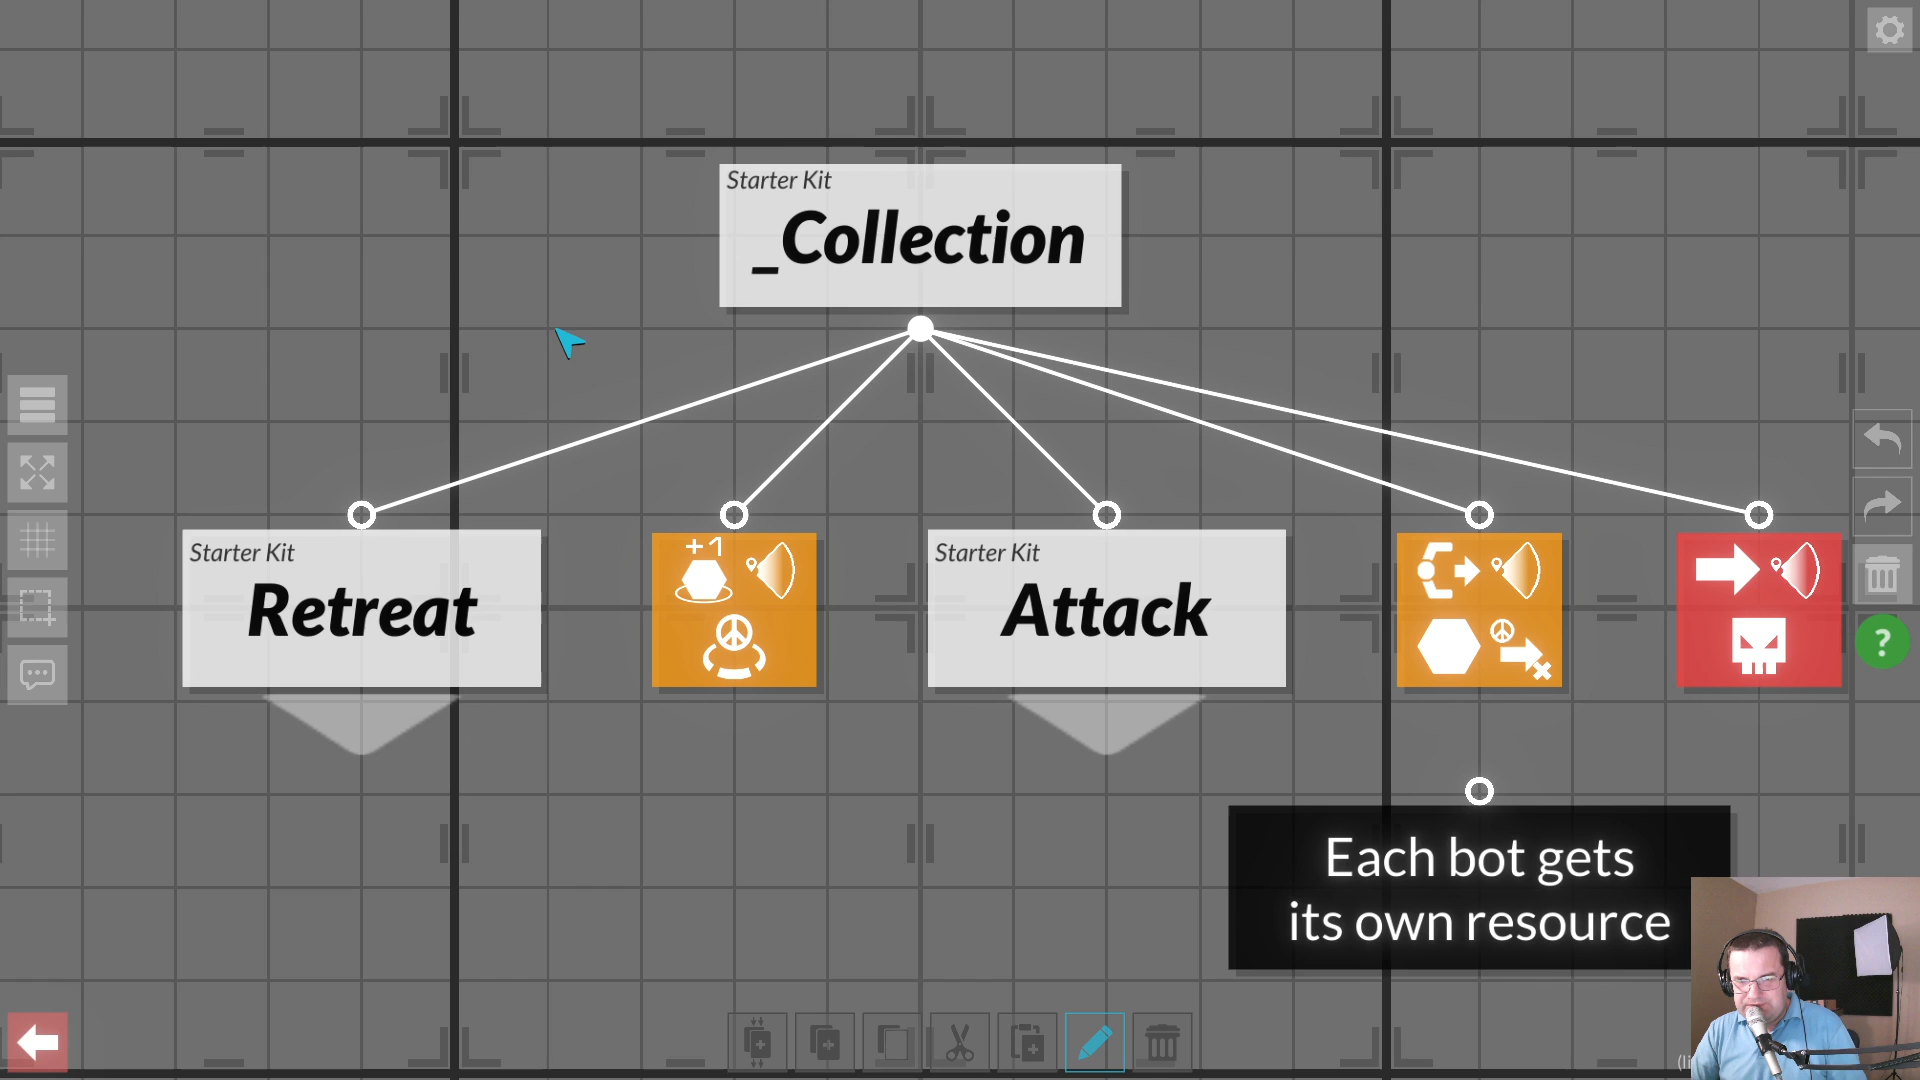 Starter Kit
_Collection
Starter Kit
Retreat
+1
Starter Kit
Attack
?
Each bot gets
its own resource